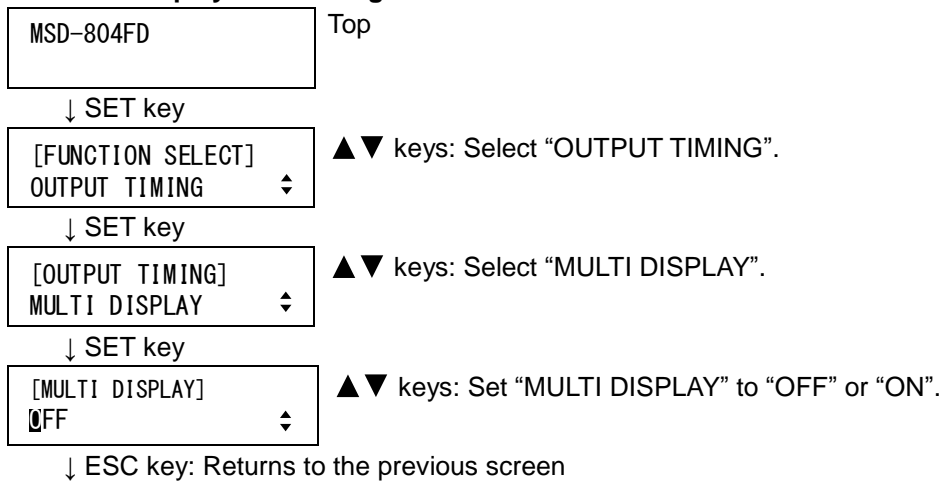 MSD-804FD
Top
↓ SET key
[FUNCTION SELECT]
OUTPUT TIMING
▲▼ keys: Select “OUTPUT TIMING”.
↓ SET key
[OUTPUT TIMING]
MULTI DISPLAY
▲▼ keys: Select “MULTI DISPLAY”.
↓ SET key
[MULTI DISPLAY]
OFF
▲▼ keys: Set “MULTI DISPLAY” to “OFF” or “ON”.
↓ ESC key: Returns to the previous screen